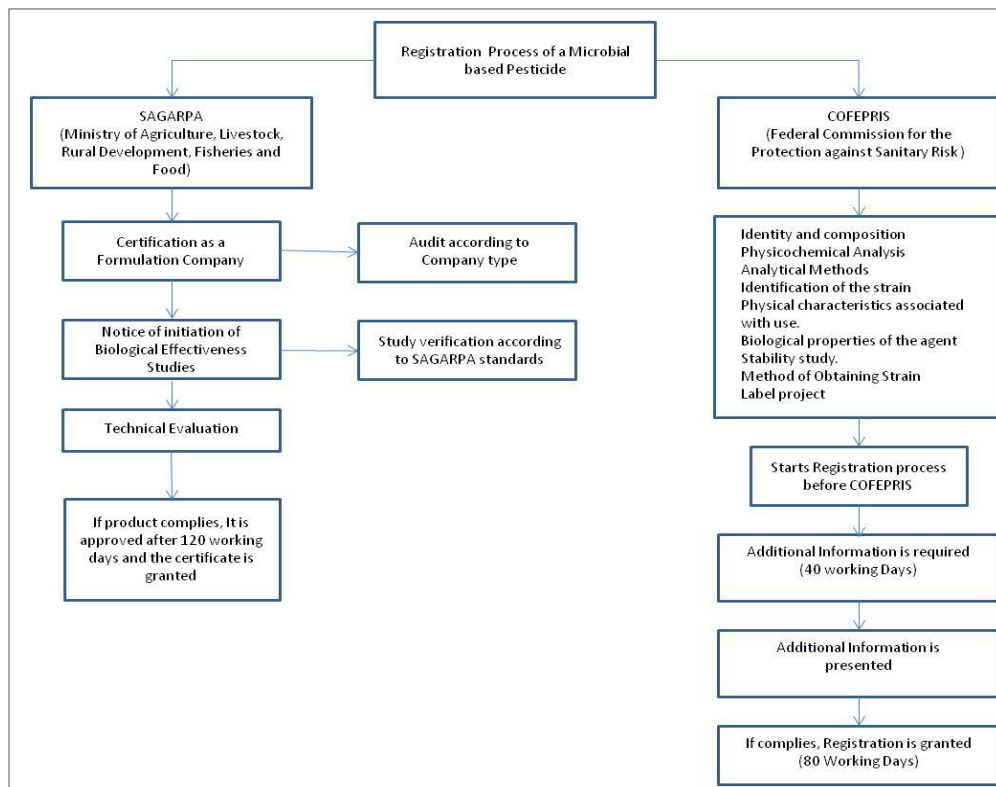 Registration Process of a Microbial
based Pesticide
SAGARPA
(Ministry of Agriculture, Livestock,
Rural Development, Fisheries and
Food)
Certification as a
Formulation Company
Audit according to
Company type
Notice of initiation of
Biological Effectiveness
Studies
Study verification according
to SAGARPA standards
Technical Evaluation
If product complies, It is
approved after 120 working
days and the certificate is
granted
COFEPRIS
(Federal Commission for the
Protection against Sanitary Risk )
Identity and composition
Physicochemical Analysis
Analytical Methods
Identification of the strain
Physical characteristics associated
with use.
Biological properties of the agent
Stability study.
Method of Obtaining Strain
Label project
Starts Registration process
before COFEPRIS
Additional Information is required
(40 working Days)
Additional Information is
presented
If complies, Registration is granted
(80 Working Days)